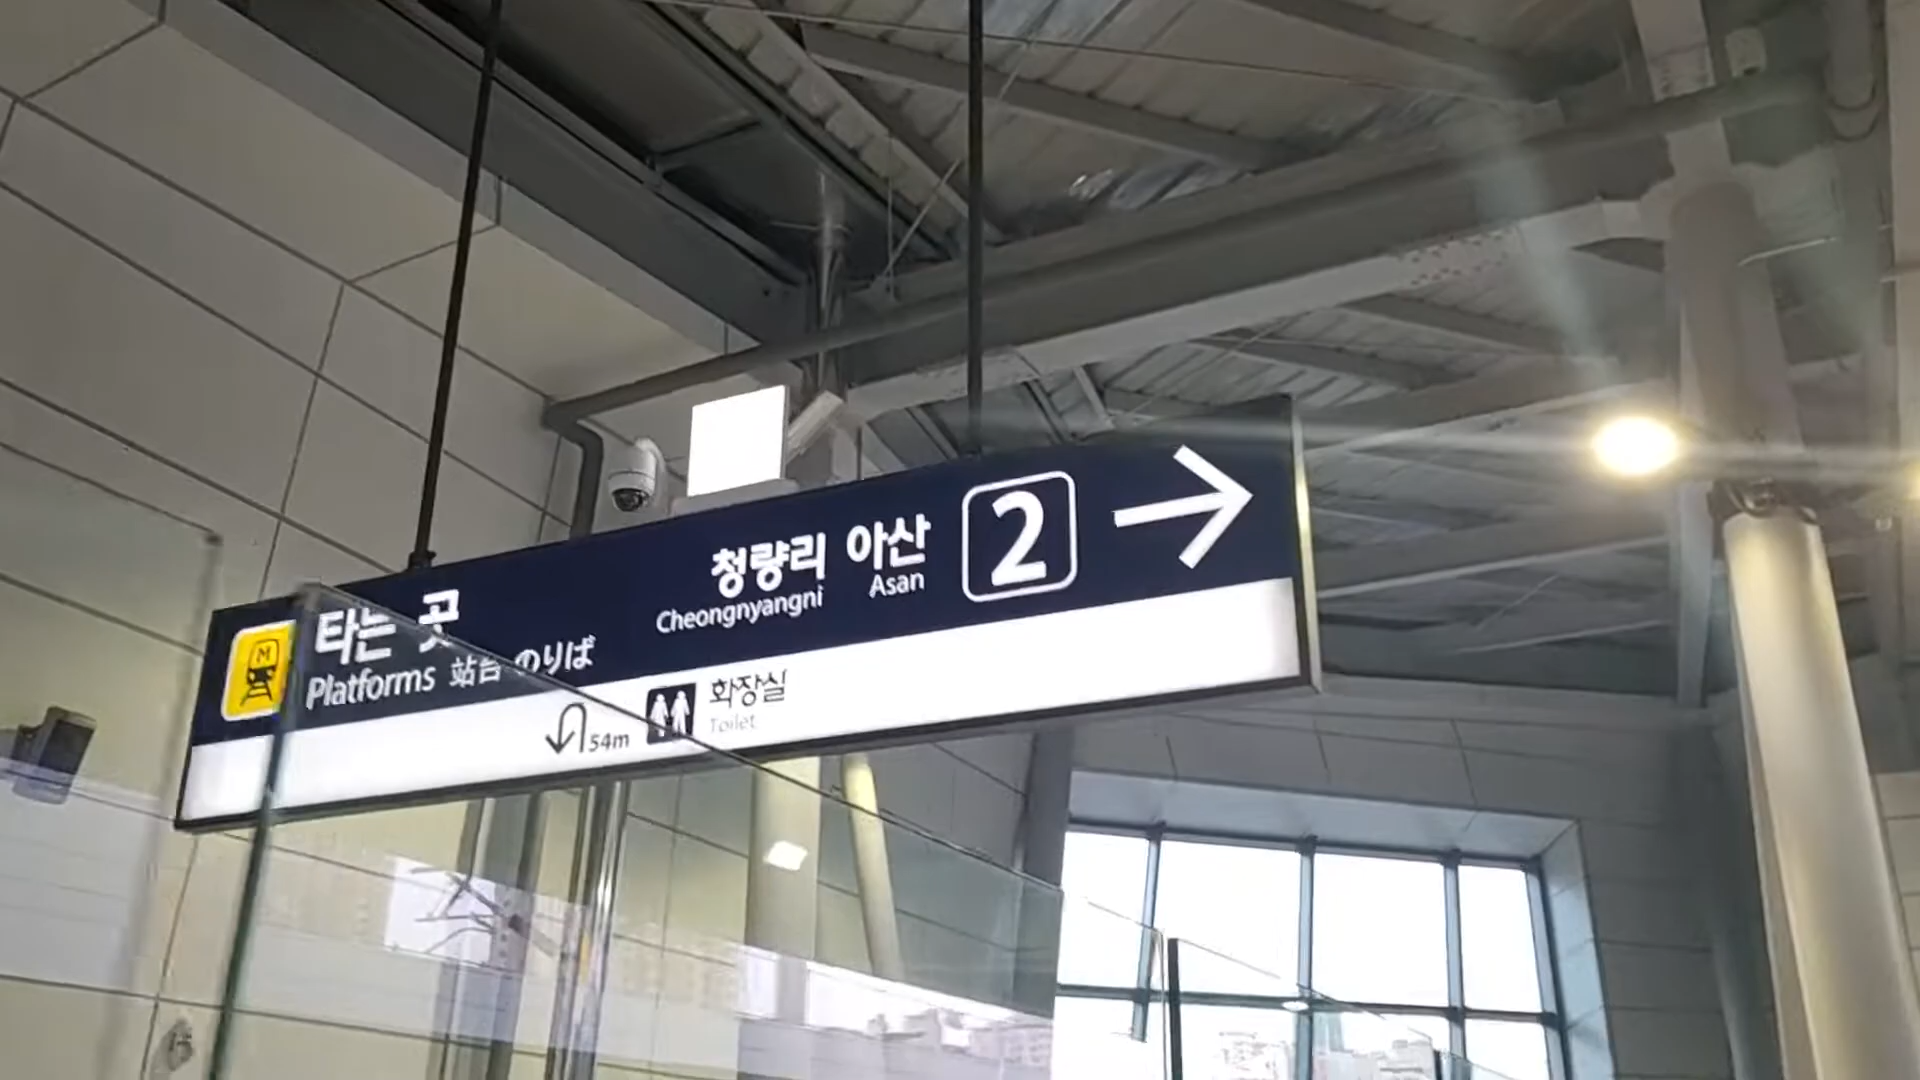 타는 곳
Platforms 站台 のりば
청량리 아산 2
Cheongnyangni Asan
54m 화장실
Toilet
M